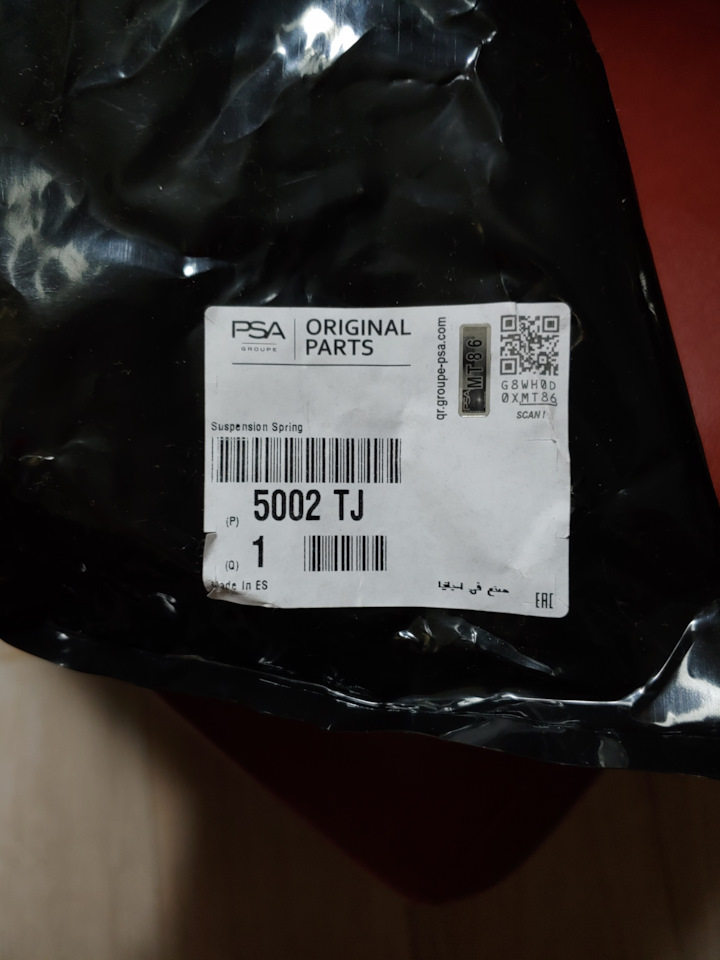 PSA
GROUPE
ORIGINAL
PARTS
qr.groupe-psa.com
PSA MT86
G8WH0D
0XMT86
SCAN!
Suspension Spring
(P) 5002 TJ
(Q) 1
Made In ES
صنع في اسبانيا
EAC